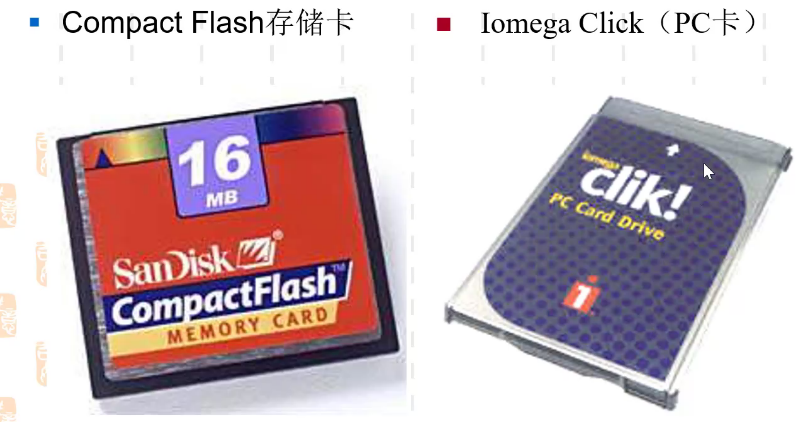 Compact Flash存储卡
Iomega Click（PC卡）
16
MB
SanDisk®
CompactFlash™
MEMORY CARD
iomega
clik!
PC Card Drive